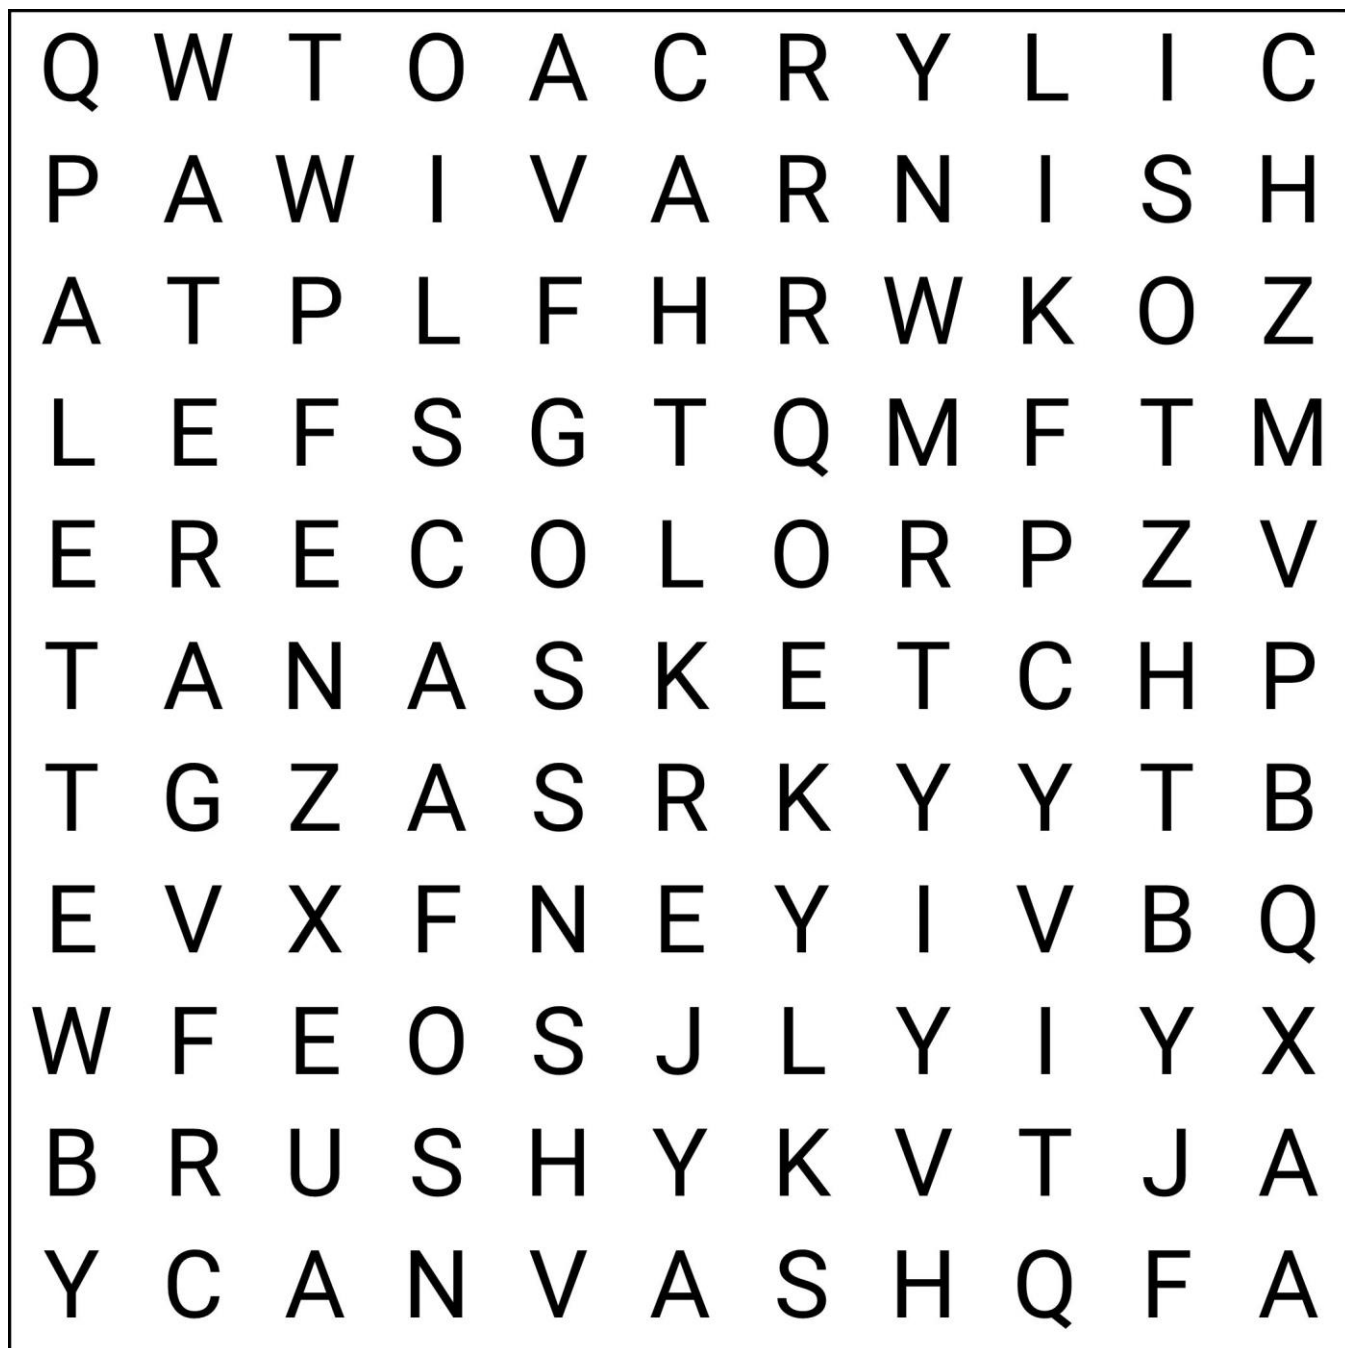 Q W T O A C R Y L I C
P A W I V A R N I S H
A T P L F H R W K O Z
L E F S G T Q M F T M
E R E C O L O R P Z V
T A N A S K E T C H P
T G Z A S R K Y Y T B
E V X F N E Y I V B Q
W F E O S J L Y I Y X
B R U S H Y K V T J A
Y C A N V A S H Q F A